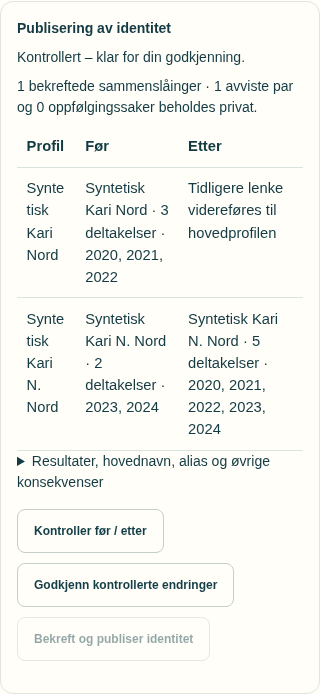 Publisering av identitet
Kontrollert – klar for din godkjenning.
1 bekreftede sammenslåinger · 1 avviste par
og 0 oppfølgingssaker beholdes privat.
Profil Før Etter
Synte Syntetisk Tidligere lenke
tisk Kari Nord · 3 videreføres til
Kari deltakelser · hovedprofilen
Nord 2020, 2021,
2022
Synte Syntetisk Syntetisk Kari
tisk Kari N. Nord N. Nord · 5
Kari · 2 deltakelser ·
N. deltakelser · 2020, 2021,
Nord 2023, 2024 2022, 2023,
2024
▶ Resultater, hovednavn, alias og øvrige
konsekvenser
Kontroller før / etter
Godkjenn kontrollerte endringer
Bekreft og publiser identitet